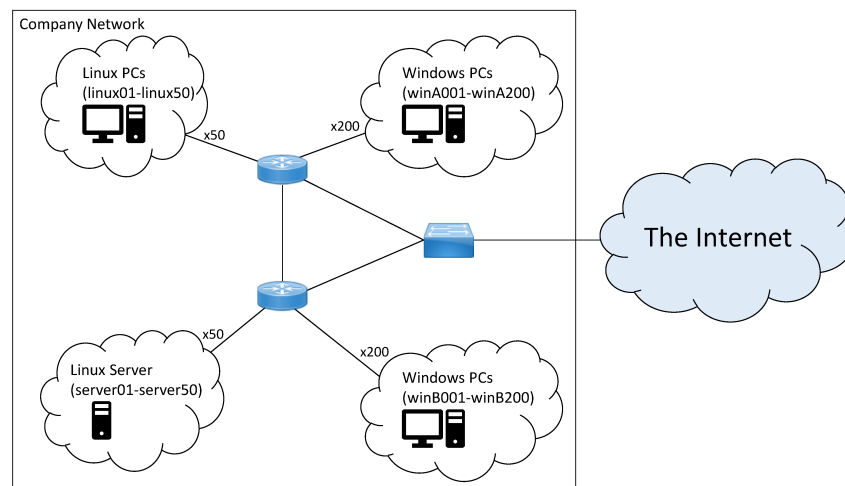 Company Network
Linux PCs
(linux01-linux50)
x50
Windows PCs
(winA001-winA200)
x200
The Internet
Linux Server
(server01-server50)
x50
Windows PCs
(winB001-winB200)
x200